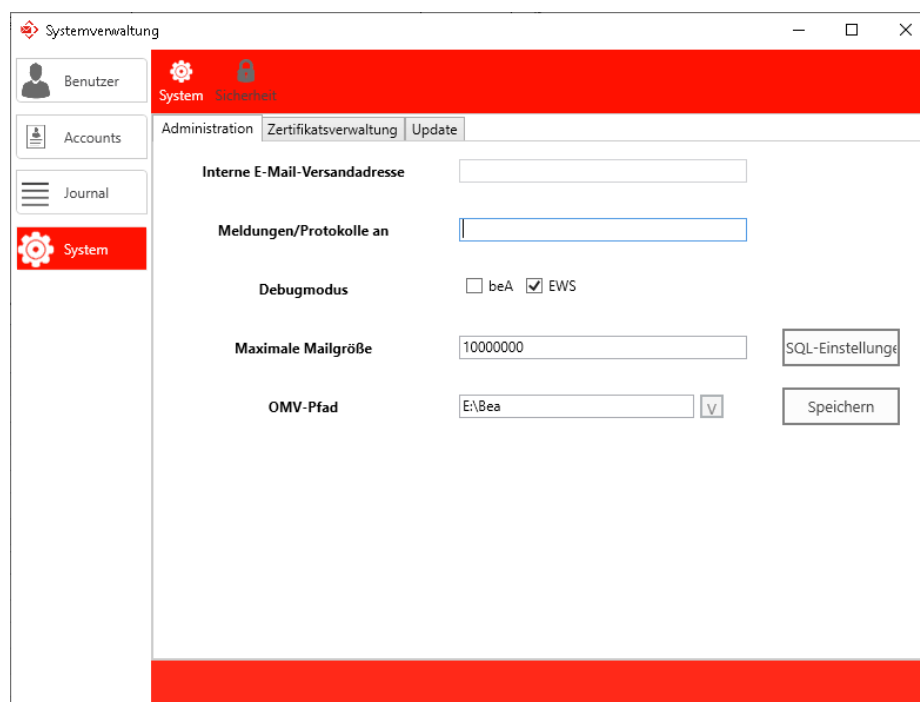 Systemverwaltung
Benutzer
Accounts
Journal
System
System Sicherheit
Administration Zertifikatsverwaltung Update
Interne E-Mail-Versandadresse
Meldungen/Protokolle an
Debugmodus beA EWS
Maximale Mailgröße 10000000 SQL-Einstellunge
OMV-Pfad E:\Bea V Speichern